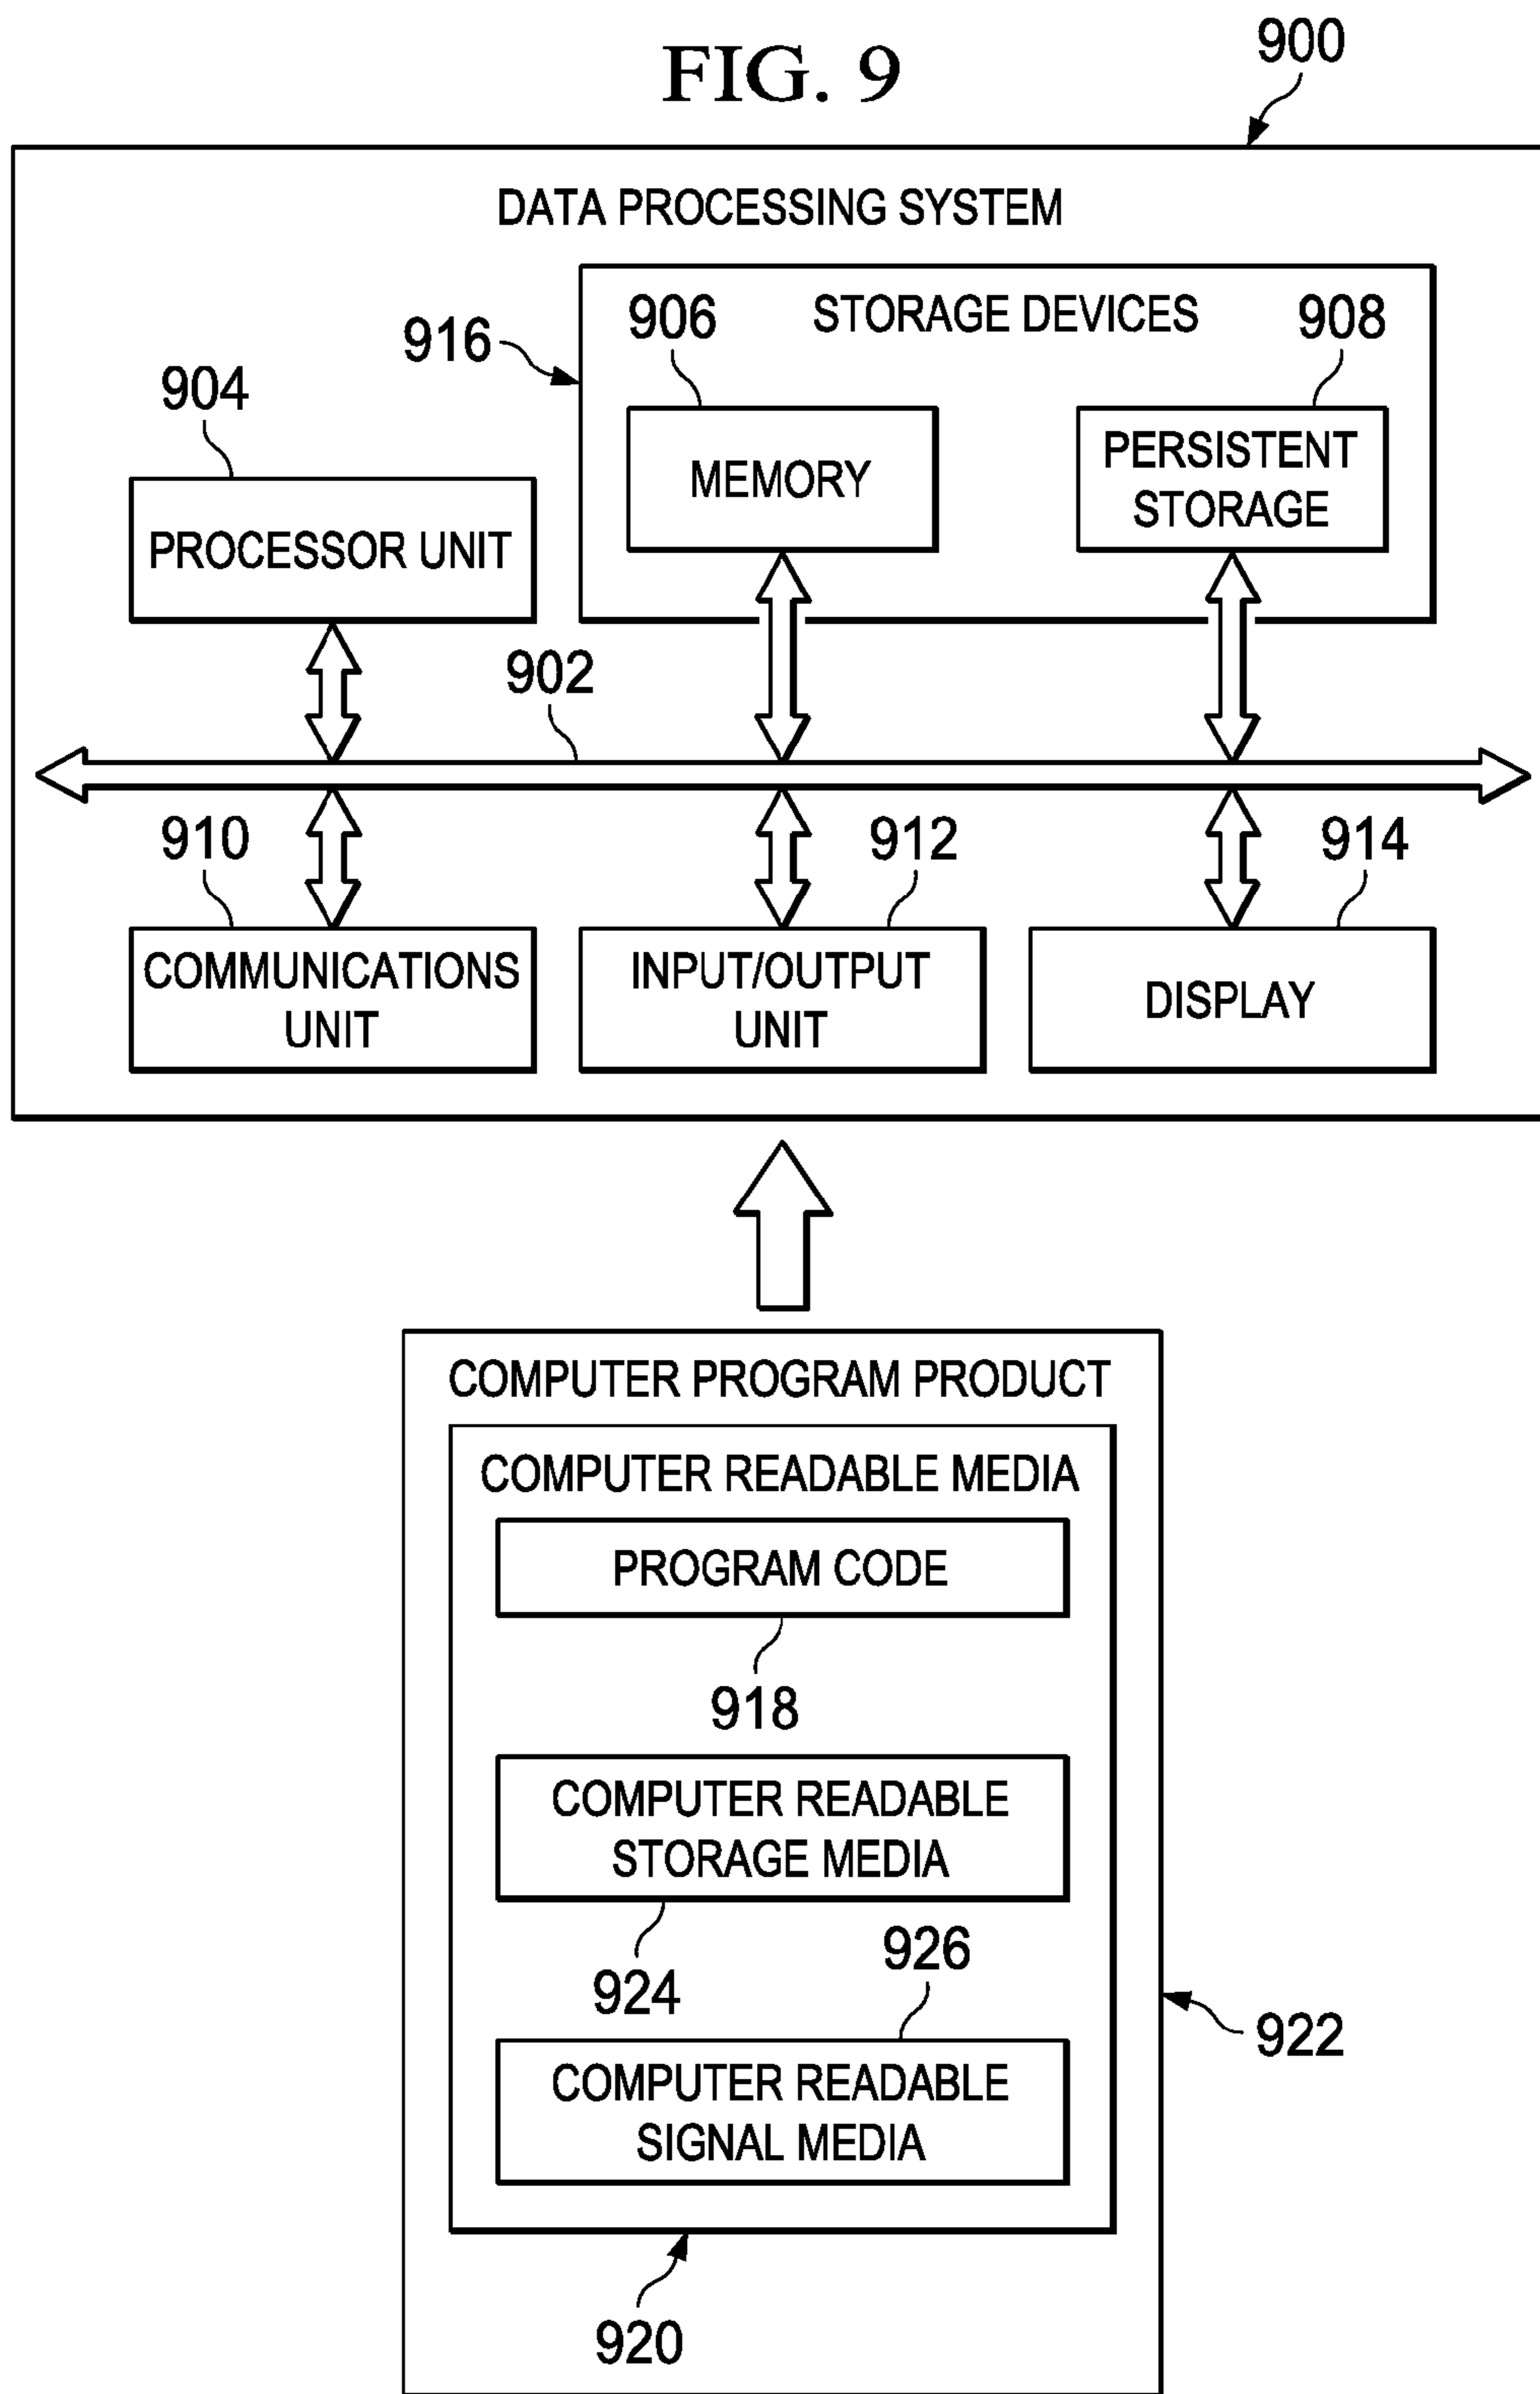 FIG. 9
900
DATA PROCESSING SYSTEM
916
906
STORAGE DEVICES
908
904
MEMORY
PERSISTENT
STORAGE
PROCESSOR UNIT
902
910
912
914
COMMUNICATIONS
UNIT
INPUT/OUTPUT
UNIT
DISPLAY
COMPUTER PROGRAM PRODUCT
COMPUTER READABLE MEDIA
PROGRAM CODE
918
COMPUTER READABLE
STORAGE MEDIA
924
926
922
COMPUTER READABLE
SIGNAL MEDIA
920